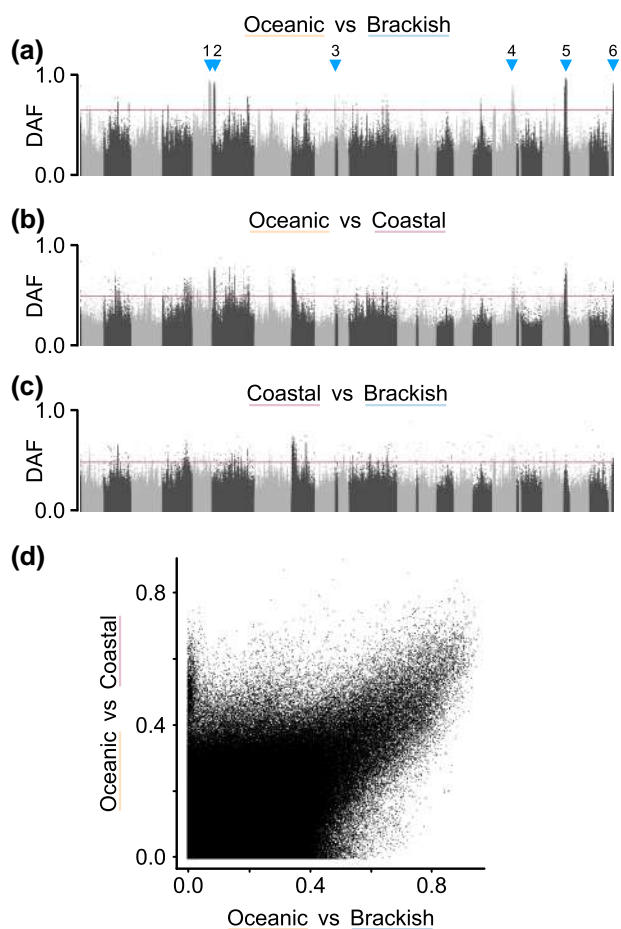 Oceanic vs Brackish
(a)
1 2 3 4 5 6
1.0
DAF
0.0
Oceanic vs Coastal
(b)
1.0
DAF
0.0
Coastal vs Brackish
(c)
1.0
DAF
0.0
(d)
0.8
Oceanic vs Coastal
0.4
0.0
0.0 0.4 0.8
Oceanic vs Brackish